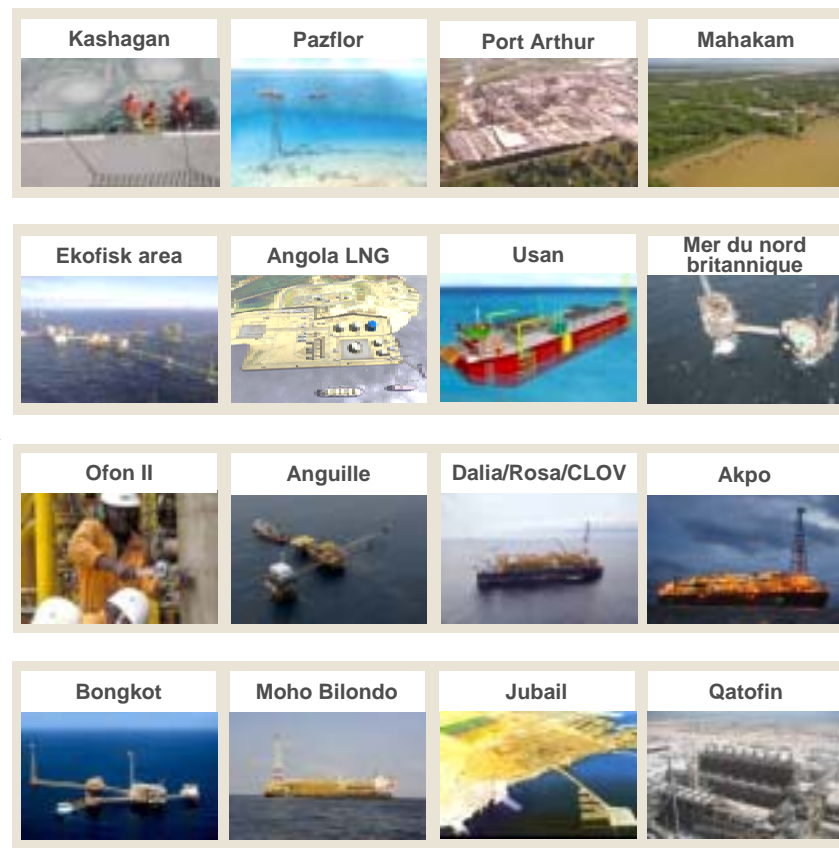 Kashagan
Pazflor
Port Arthur
Mahakam
Ekofisk area
Angola LNG
Usan
Mer du nord
britannique
Ofon II
Anguille
Dalia/Rosa/CLOV
Akpo
Bongkot
Moho Bilondo
Jubail
Qatofin